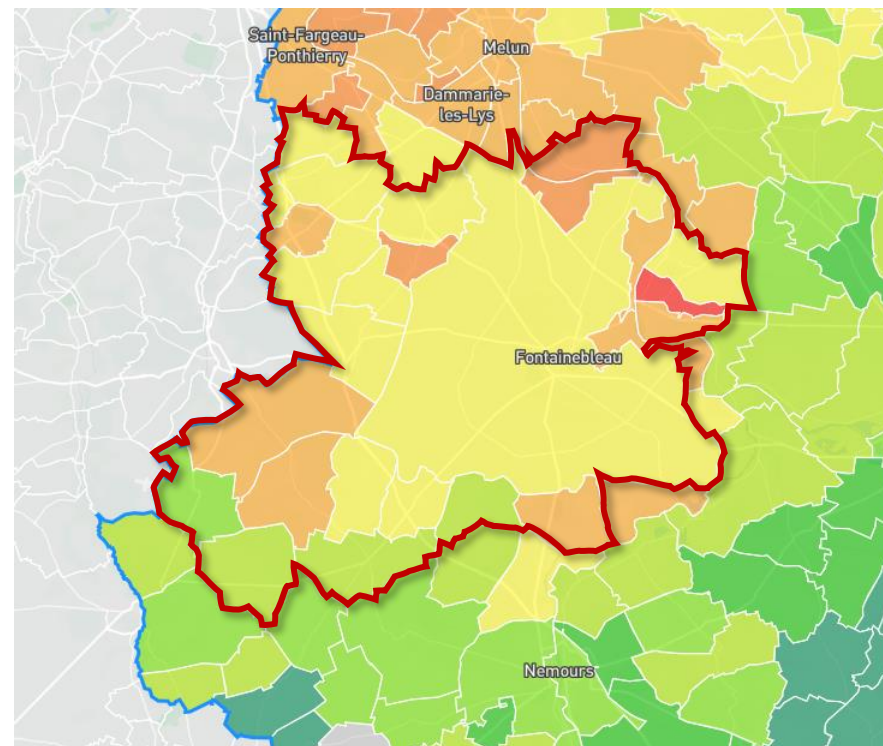 Saint-Fargeau-
Ponthierry
Melun
Dammarie-
les-Lys
Fontainebleau
Nemours